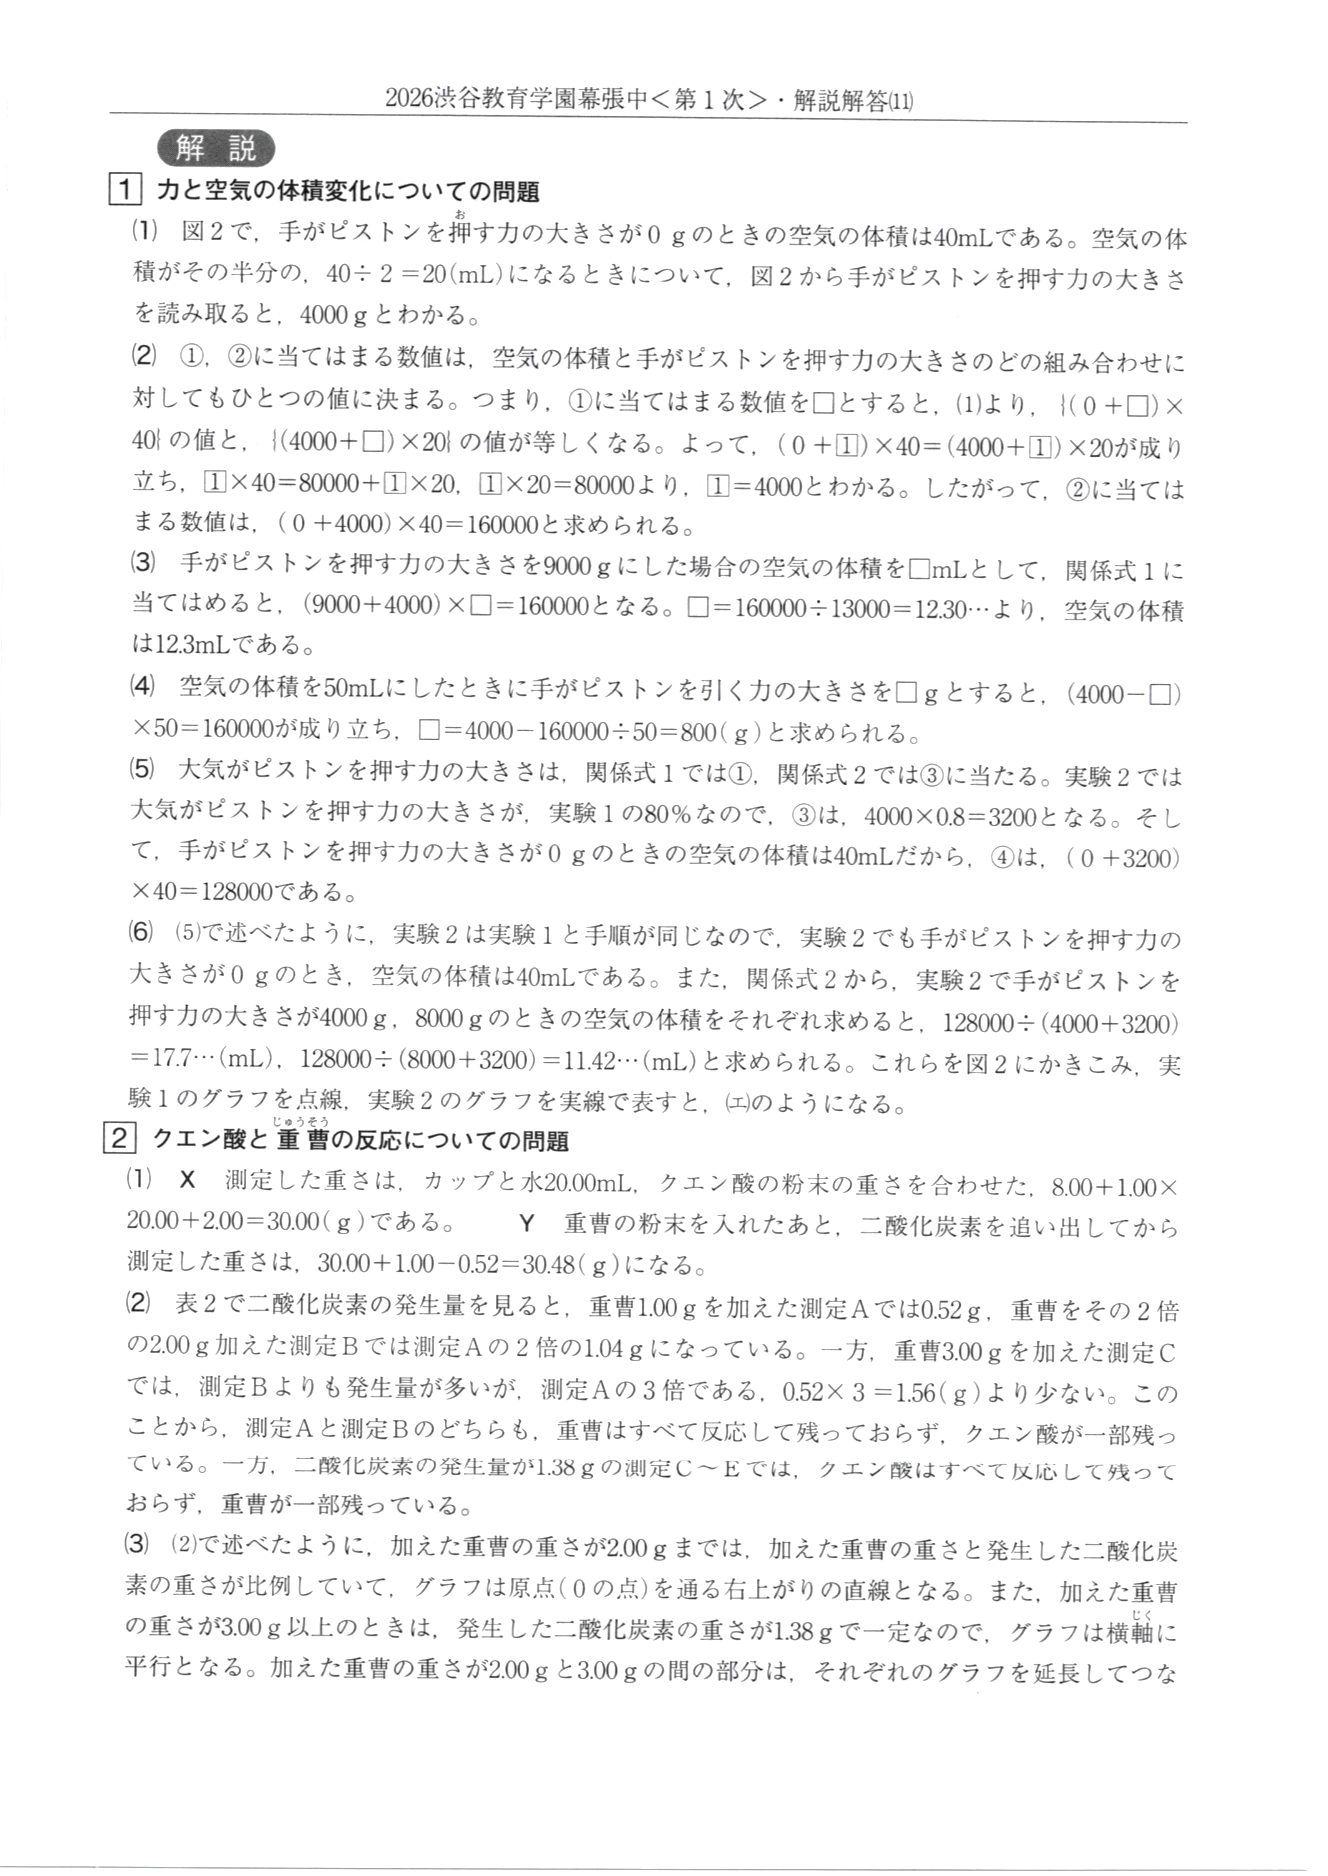 2026渋谷教育学園幕張中＜第１次＞・解説解答⑾
解　説
1　力と空気の体積変化についての問題
⑴　図２で，手がピストンを押す力の大きさが０ｇのときの空気の体積は40mLである。空気の体
積がその半分の，40÷２＝20(mL)になるときについて，図２から手がピストンを押す力の大きさ
を読み取ると，4000ｇとわかる。
⑵　①，②に当てはまる数値は，空気の体積と手がピストンを押す力の大きさのどの組み合わせに
対してもひとつの値に決まる。つまり，①に当てはまる数値を□とすると，⑴より，{(０＋□)×
40}の値と，{(4000＋□)×20}の値が等しくなる。よって，(０＋1)×40＝(4000＋1)×20が成り
立ち，1×40＝80000＋1×20，1×20＝80000より，1＝4000とわかる。したがって，②に当ては
まる数値は，(０＋4000)×40＝160000と求められる。
⑶　手がピストンを押す力の大きさを9000ｇにした場合の空気の体積を□mLとして，関係式１に
当てはめると，(9000＋4000)×□＝160000となる。□＝160000÷13000＝12.30…より，空気の体積
は12.3mLである。
⑷　空気の体積を50mLにしたときに手がピストンを引く力の大きさを□ｇとすると，(4000－□)
×50＝160000が成り立ち，□＝4000－160000÷50＝800(ｇ)と求められる。
⑸　大気がピストンを押す力の大きさは，関係式１では①，関係式２では③に当たる。実験２では
大気がピストンを押す力の大きさが，実験１の80％なので，③は，4000×0.8＝3200となる。そし
て，手がピストンを押す力の大きさが０ｇのときの空気の体積は40mLだから，④は，(０＋3200)
×40＝128000である。
⑹　⑸で述べたように，実験２は実験１と手順が同じなので，実験２でも手がピストンを押す力の
大きさが０ｇのとき，空気の体積は40mLである。また，関係式２から，実験２で手がピストンを
押す力の大きさが4000ｇ，8000ｇのときの空気の体積をそれぞれ求めると，128000÷(4000＋3200)
＝17.7…(mL)，128000÷(8000＋3200)＝11.42…(mL)と求められる。これらを図２にかきこみ，実
験１のグラフを点線，実験２のグラフを実線で表すと，㈓のようになる。
2　クエン酸と重曹の反応についての問題
⑴　X　測定した重さは，カップと水20.00mL，クエン酸の粉末の重さを合わせた，8.00＋1.00×
20.00＋2.00＝30.00(ｇ)である。　　Y　重曹の粉末を入れたあと，二酸化炭素を追い出してから
測定した重さは，30.00＋1.00－0.52＝30.48(ｇ)になる。
⑵　表２で二酸化炭素の発生量を見ると，重曹1.00ｇを加えた測定Ａでは0.52ｇ，重曹をその２倍
の2.00ｇ加えた測定Ｂでは測定Ａの２倍の1.04ｇになっている。一方，重曹3.00ｇを加えた測定Ｃ
では，測定Ｂよりも発生量が多いが，測定Ａの３倍である，0.52×３＝1.56(ｇ)より少ない。この
ことから，測定Ａと測定Ｂのどちらも，重曹はすべて反応して残っておらず，クエン酸が一部残っ
ている。一方，二酸化炭素の発生量が1.38ｇの測定Ｃ～Ｅでは，クエン酸はすべて反応して残って
おらず，重曹が一部残っている。
⑶　⑵で述べたように，加えた重曹の重さが2.00ｇまでは，加えた重曹の重さと発生した二酸化炭
素の重さが比例していて，グラフは原点(０の点)を通る右上がりの直線となる。また，加えた重曹
の重さが3.00ｇ以上のときは，発生した二酸化炭素の重さが1.38ｇで一定なので，グラフは横軸に
平行となる。加えた重曹の重さが2.00ｇと3.00ｇの間の部分は，それぞれのグラフを延長してつな